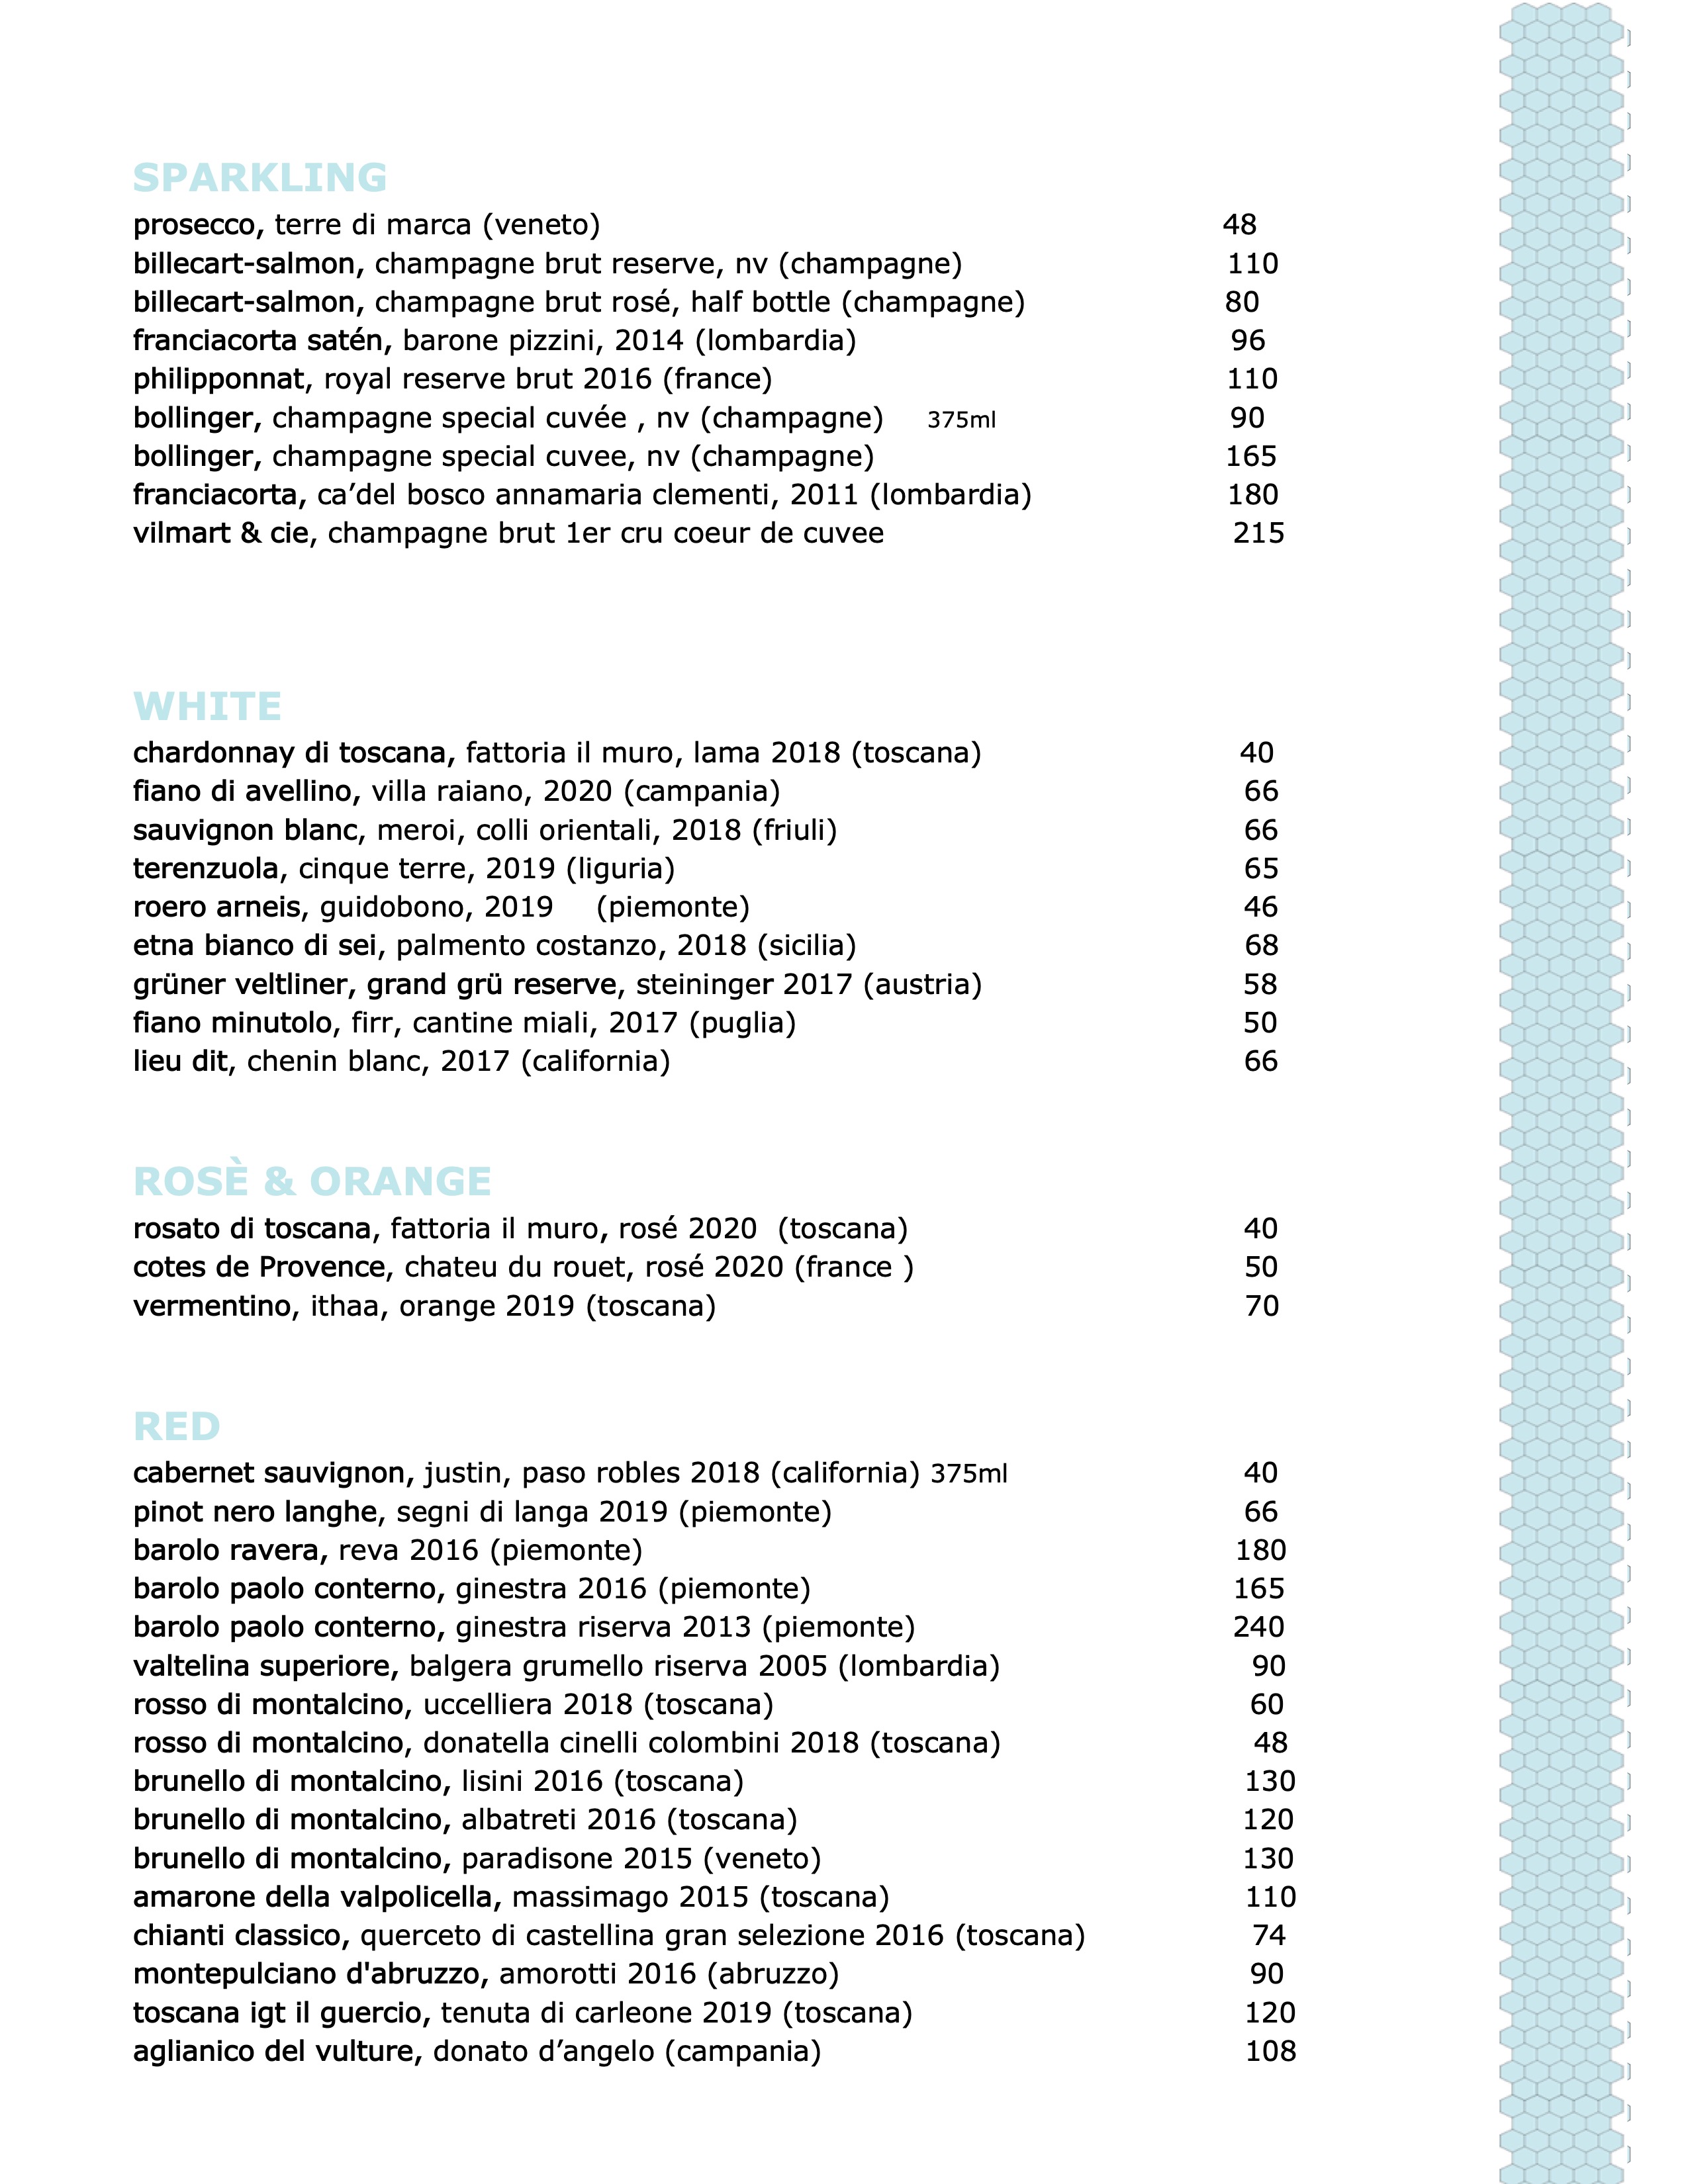 SPARKLING
prosecco, terre di marca (veneto) 48
billecart-salmon, champagne brut reserve, nv (champagne) 110
billecart-salmon, champagne brut rosé, half bottle (champagne) 80
franciacorta satén, barone pizzini, 2014 (lombardia) 96
philipponnat, royal reserve brut 2016 (france) 110
bollinger, champagne special cuvée , nv (champagne) 375ml 90
bollinger, champagne special cuvee, nv (champagne) 165
franciacorta, ca’del bosco annamaria clementi, 2011 (lombardia) 180
vilmart & cie, champagne brut 1er cru coeur de cuvee 215
WHITE
chardonnay di toscana, fattoria il muro, lama 2018 (toscana) 40
fiano di avellino, villa raiano, 2020 (campania) 66
sauvignon blanc, meroi, colli orientali, 2018 (friuli) 66
terenzuola, cinque terre, 2019 (liguria) 65
roero arneis, guidobono, 2019 (piemonte) 46
etna bianco di sei, palmento costanzo, 2018 (sicilia) 68
grüner veltliner, grand grü reserve, steininger 2017 (austria) 58
fiano minutolo, firr, cantine miali, 2017 (puglia) 50
lieu dit, chenin blanc, 2017 (california) 66
ROSÈ & ORANGE
rosato di toscana, fattoria il muro, rosé 2020 (toscana) 40
cotes de Provence, chateu du rouet, rosé 2020 (france ) 50
vermentino, ithaa, orange 2019 (toscana) 70
RED
cabernet sauvignon, justin, paso robles 2018 (california) 375ml 40
pinot nero langhe, segni di langa 2019 (piemonte) 66
barolo ravera, reva 2016 (piemonte) 180
barolo paolo conterno, ginestra 2016 (piemonte) 165
barolo paolo conterno, ginestra riserva 2013 (piemonte) 240
valtelina superiore, balgera grumello riserva 2005 (lombardia) 90
rosso di montalcino, uccelliera 2018 (toscana) 60
rosso di montalcino, donatella cinelli colombini 2018 (toscana) 48
brunello di montalcino, lisini 2016 (toscana) 130
brunello di montalcino, albatreti 2016 (toscana) 120
brunello di montalcino, paradisone 2015 (veneto) 130
amarone della valpolicella, massimago 2015 (toscana) 110
chianti classico, querceto di castellina gran selezione 2016 (toscana) 74
montepulciano d'abruzzo, amorotti 2016 (abruzzo) 90
toscana igt il guercio, tenuta di carleone 2019 (toscana) 120
aglianico del vulture, donato d’angelo (campania) 108